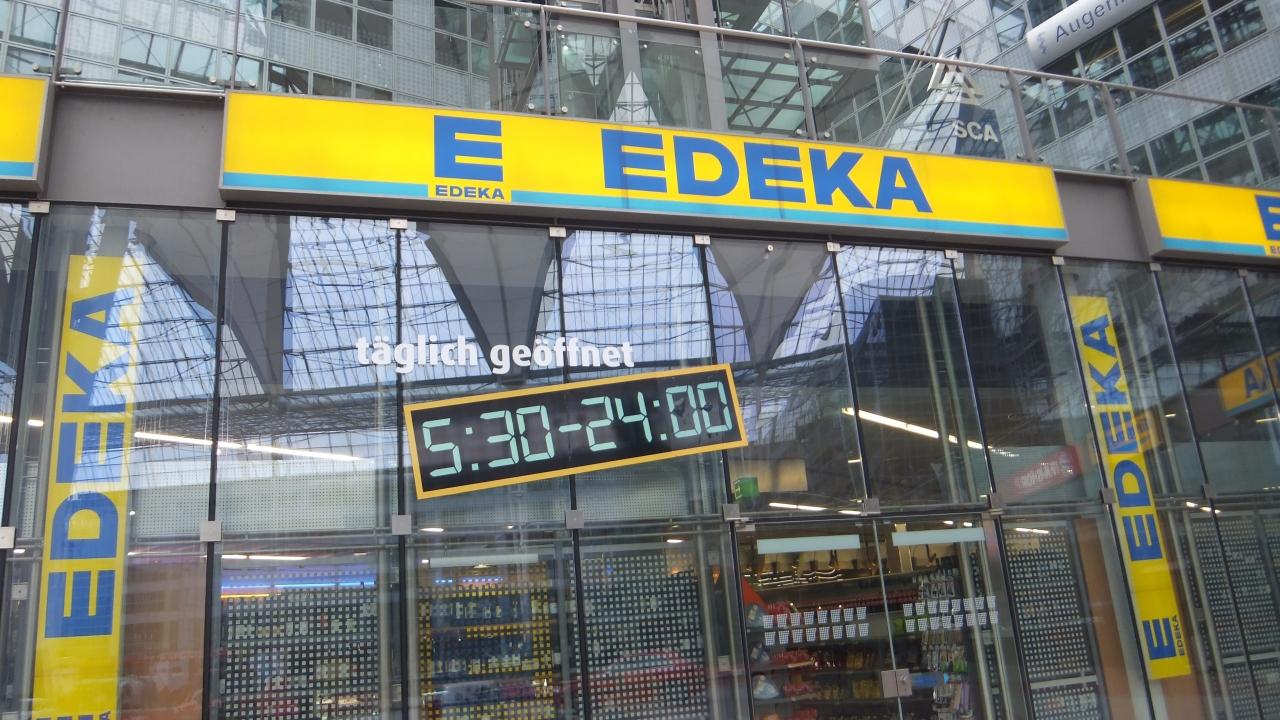 Augen
SCA
E EDEKA
EDEKA
E
täglich geöffnet
5:30-24:00
EDEKA
EDEKA
E
EDEKA